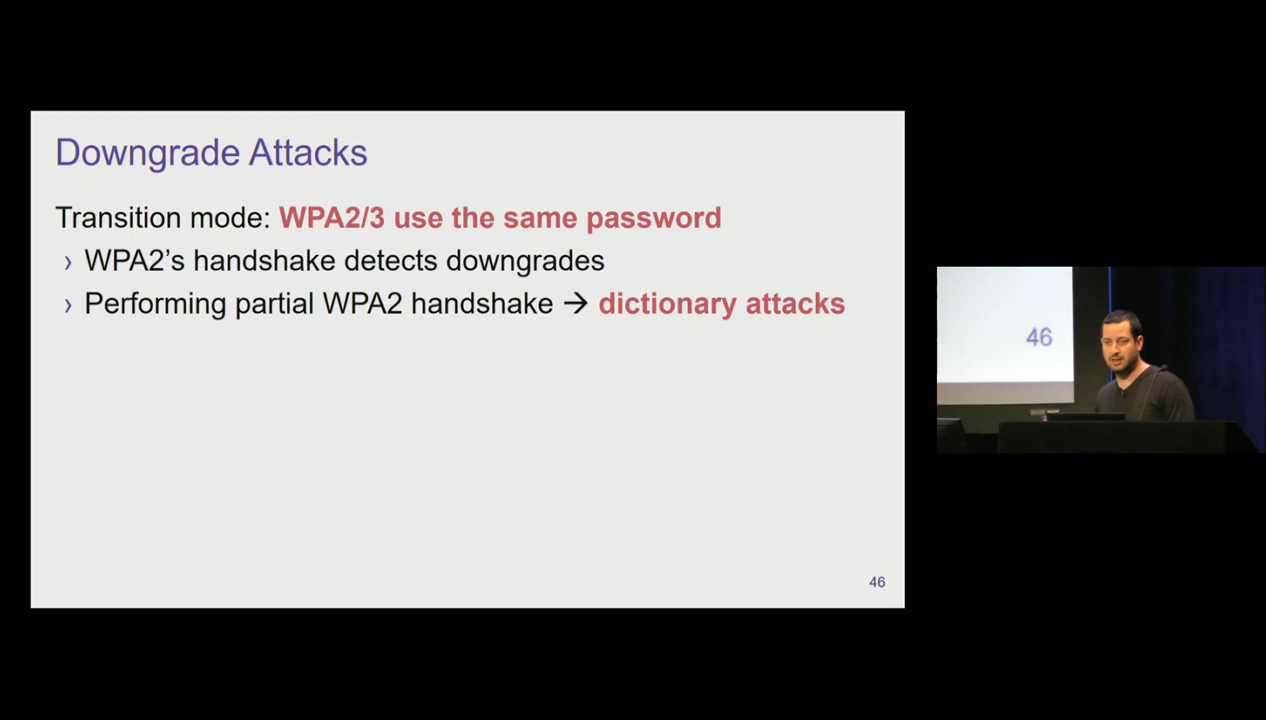 Downgrade Attacks
Transition mode: WPA2/3 use the same password
› WPA2’s handshake detects downgrades
› Performing partial WPA2 handshake → dictionary attacks
46
46